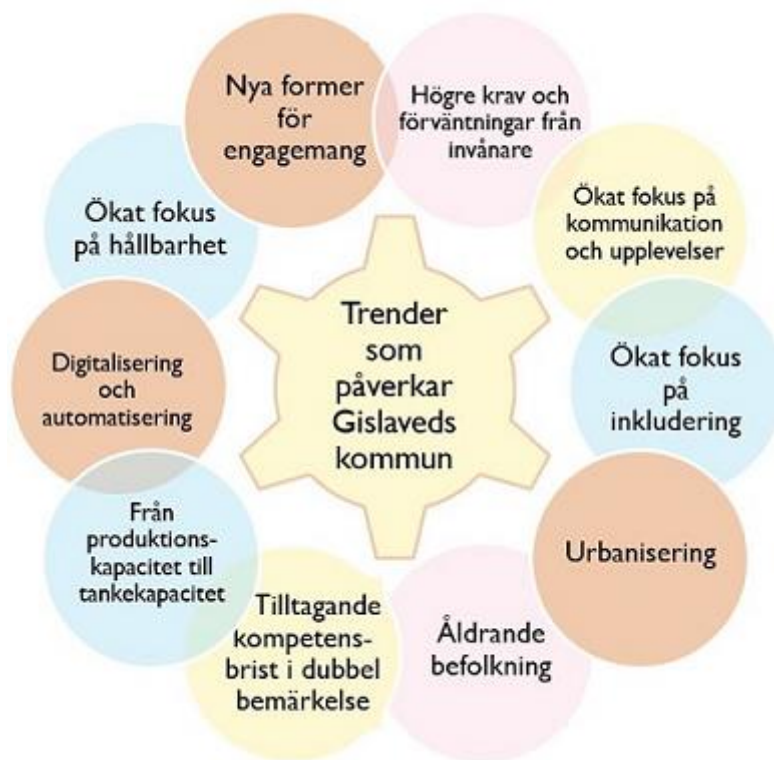 Nya former
för
engagemang
Högre krav och
förväntningar från
invånare
Ökat fokus på
kommunikation
och upplevelser
Ökat fokus
på
inkludering
Urbanisering
Åldrande
befolkning
Tilltagande
kompetens-
brist i dubbel
bemärkelse
Från
produktions-
kapacitet till
tankekapacitet
Digitalisering
och
automatisering
Ökat fokus
på hållbarhet
Trender
som
påverkar
Gislaveds
kommun